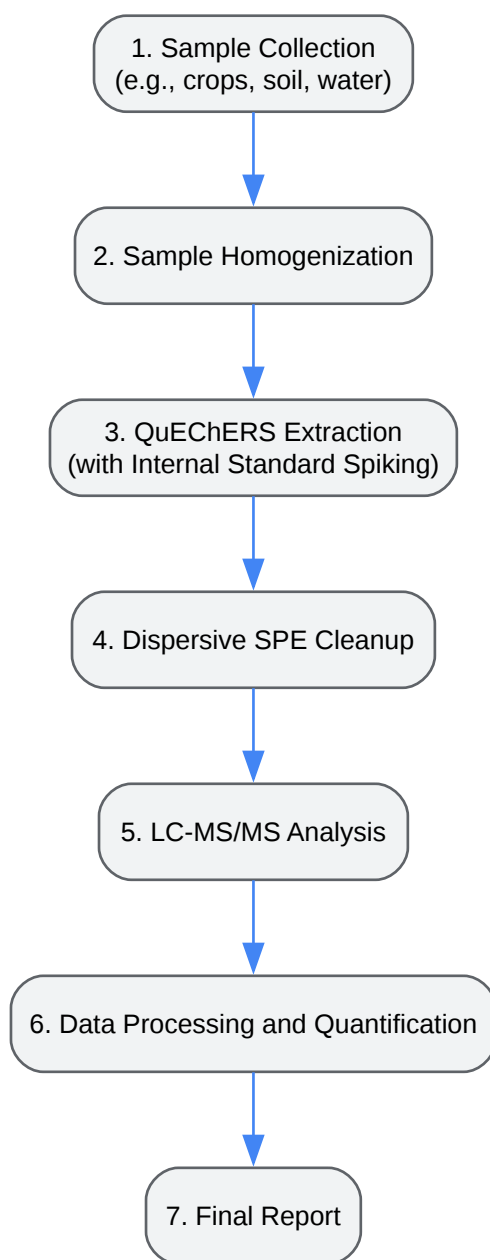 1. Sample Collection
(e.g., crops, soil, water)
2. Sample Homogenization
3. QuEChERS Extraction
(with Internal Standard Spiking)
4. Dispersive SPE Cleanup
5. LC-MS/MS Analysis
6. Data Processing and Quantification
7. Final Report